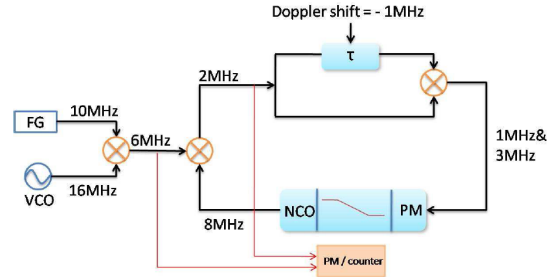 Doppler shift = - 1MHz
τ
2MHz
10MHz
FG
6MHz
1MHz&
3MHz
16MHz
VCO
8MHz
NCO
PM
PM / counter